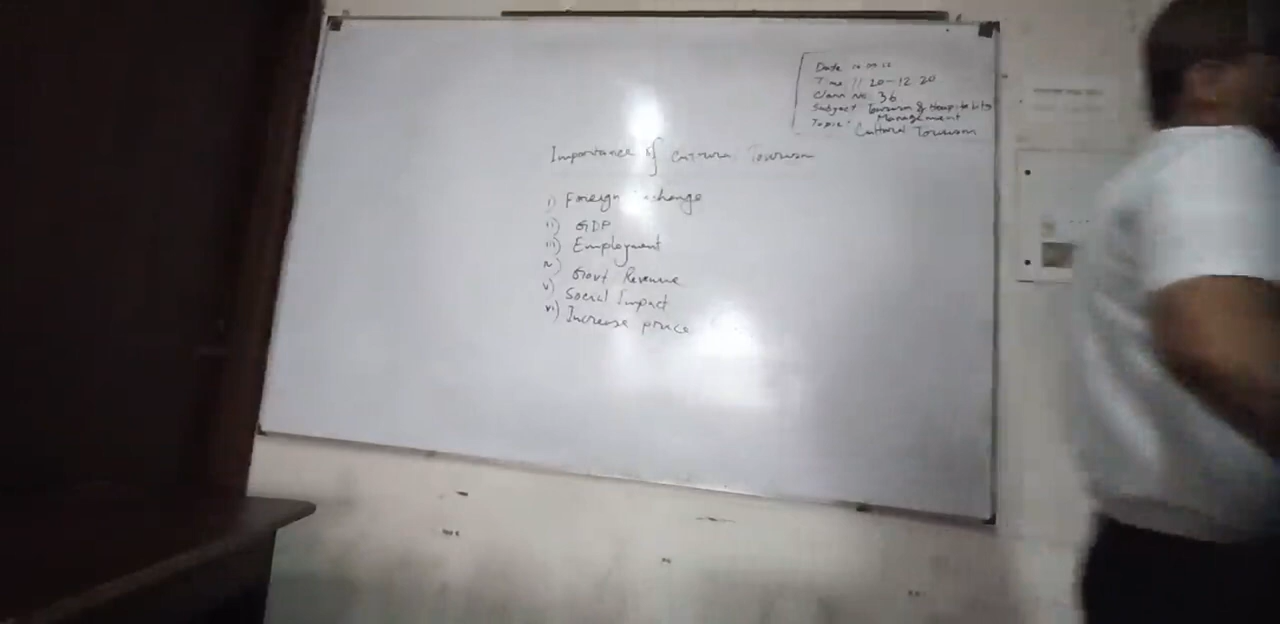 Date
Time 11 20-12 20
Class No. 36
Subject Tourism & Hospitality
Management
Topic: Cultural Tourism
Importance of Cultural Tourism
i) Foreign change
ii) GDP
iii) Employment
iv) Govt Revenue
v) Social Impact
vi) Increase price